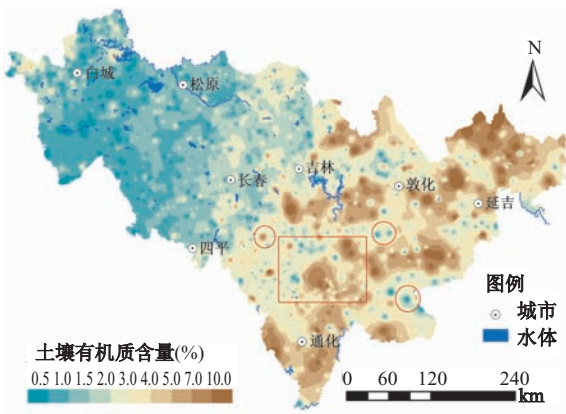 N
白城
松原
长春
吉林
敦化
延吉
四平
通化
图例
城市
水体
土壤有机质含量(%)
0.5 1.0 1.5 2.0 3.0 4.0 5.0 7.0 10.0
0 60 120 240
km